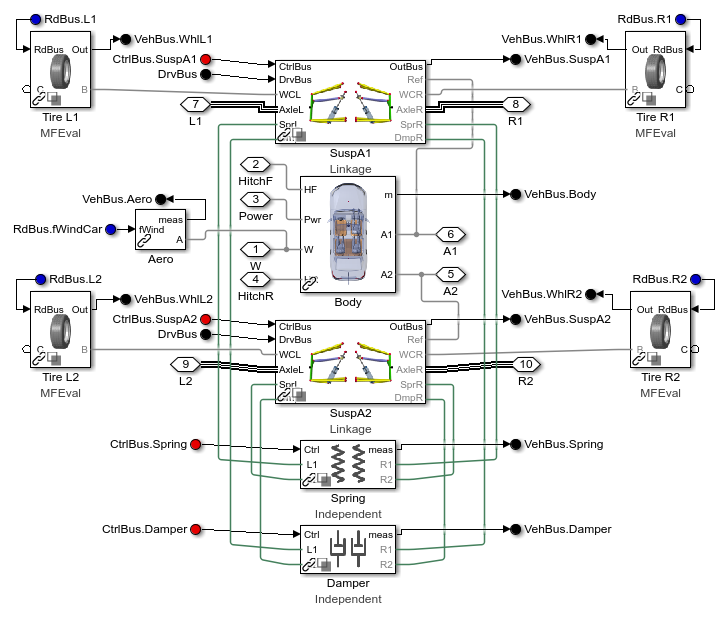 RdBus.L1
VehBus.WhlL1
RdBus Out
C B
Tire L1
MFEval
CtrlBus.SuspA1
DrvBus
7
L1
CtrlBus OutBus
DrvBus Ref
WCL WCR
AxleL AxleR
SprL SprR
DmpR
SuspA1
Linkage
VehBus.SuspA1
8
R1
RdBus.R1
VehBus.WhlR1
Out RdBus
B C
Tire R1
MFEval
2
HitchF
3
Power
1
W
4
HitchR
HF m
Pwr
W A1
A2
Body
VehBus.Body
6
A1
5
A2
VehBus.Aero
RdBus.fWindCar
meas
fWind
A
Aero
RdBus.L2
VehBus.WhlL2
RdBus Out
C B
Tire L2
MFEval
CtrlBus.SuspA2
DrvBus
9
L2
CtrlBus OutBus
DrvBus Ref
WCL WCR
AxleL AxleR
SprL SprR
DmpR
SuspA2
Linkage
VehBus.SuspA2
10
R2
RdBus.R2
VehBus.WhlR2
Out RdBus
B C
Tire R2
MFEval
CtrlBus.Spring
Ctrl meas
L1 R1
R2
Spring
Independent
VehBus.Spring
CtrlBus.Damper
Ctrl meas
L1 R1
R2
Damper
Independent
VehBus.Damper